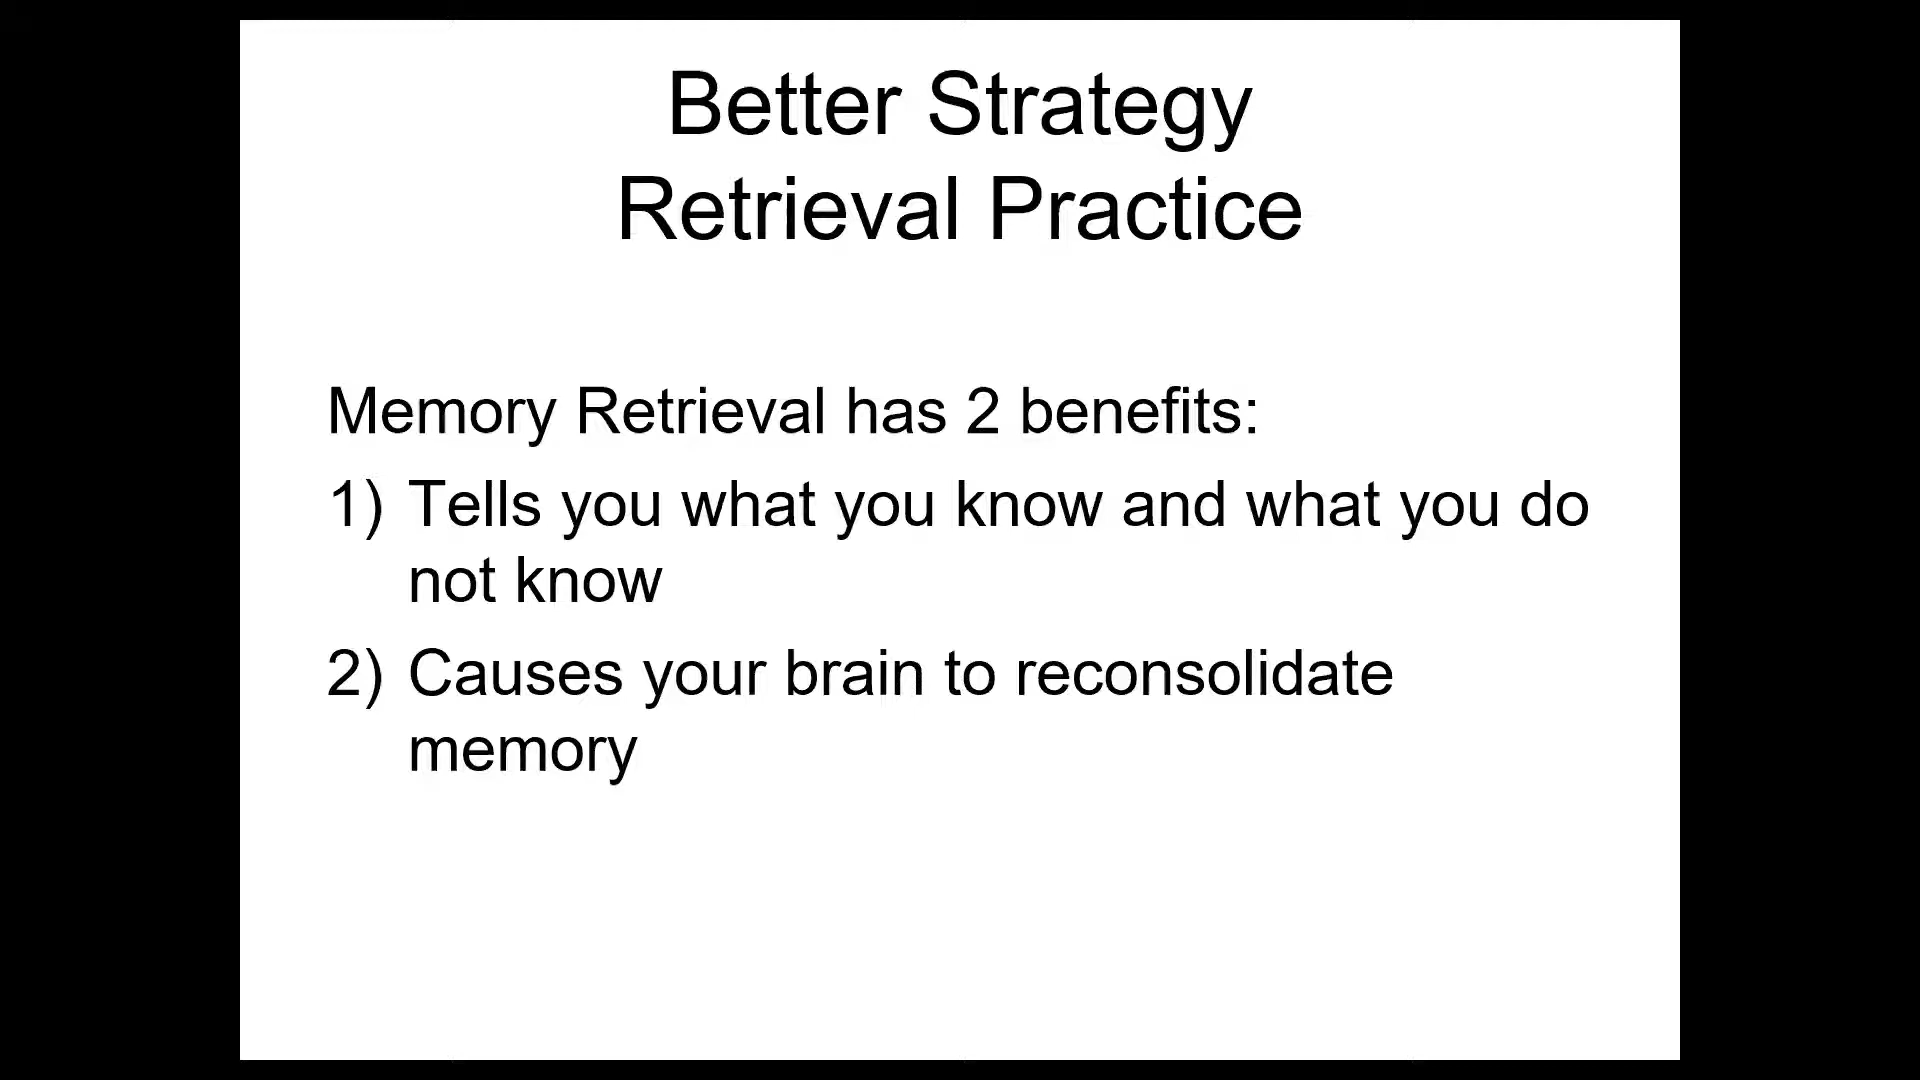 Better Strategy
Retrieval Practice
Memory Retrieval has 2 benefits:
1) Tells you what you know and what you do
not know
2) Causes your brain to reconsolidate
memory